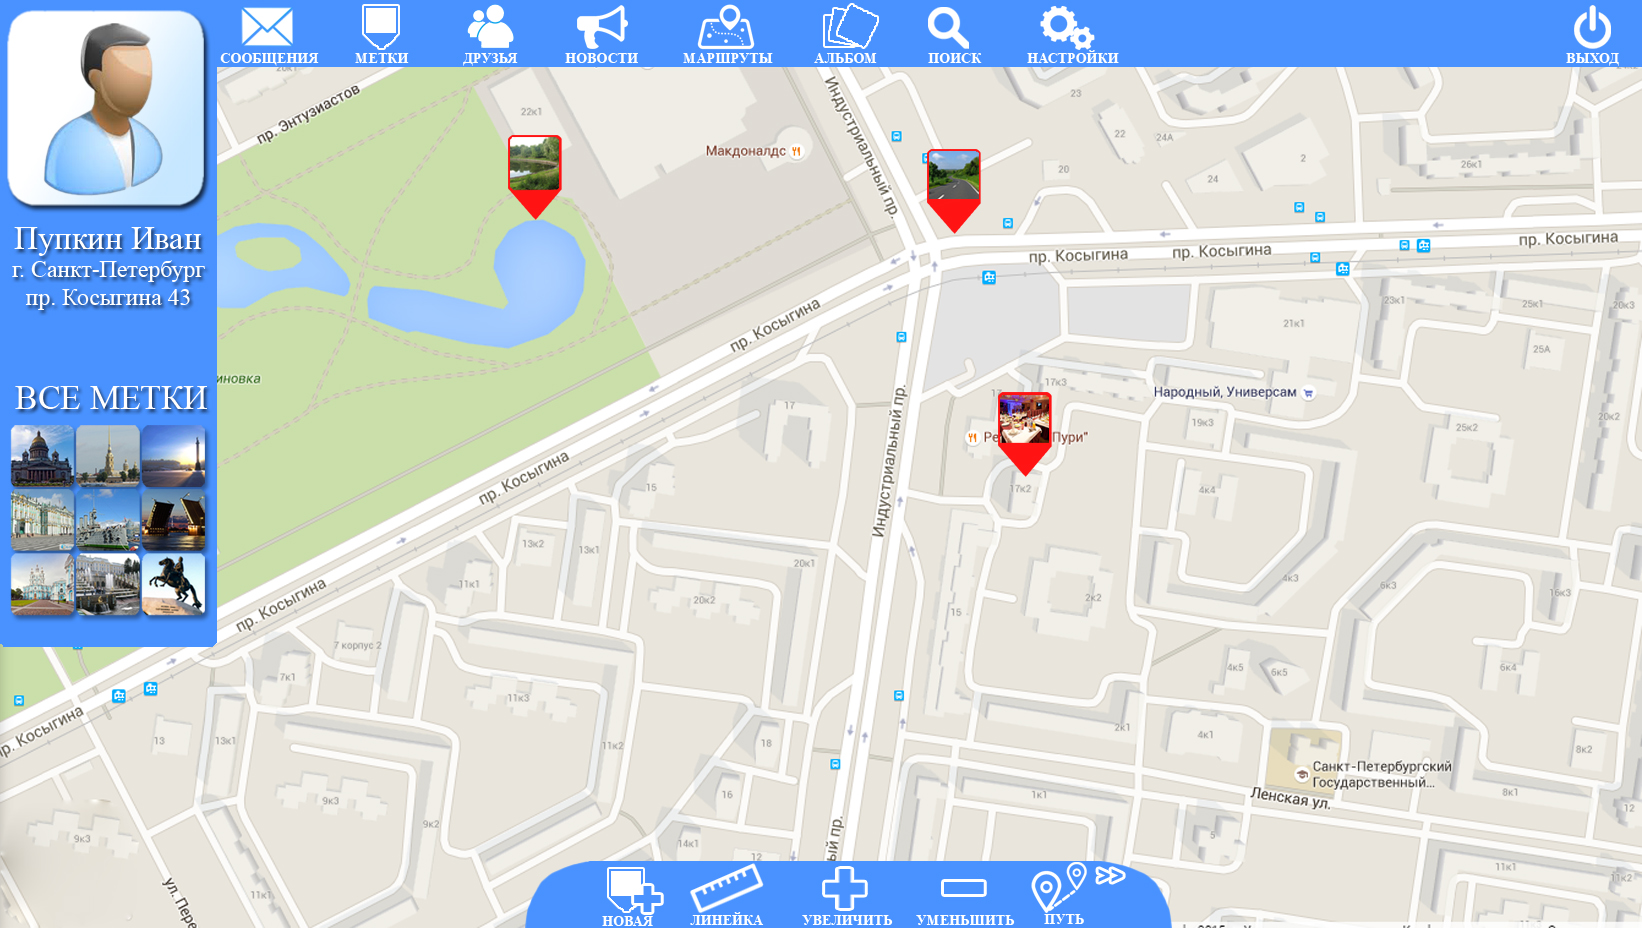 СООБЩЕНИЯ
МЕТКИ
ДРУЗЬЯ
НОВОСТИ
МАРШРУТЫ
АЛЬБОМ
ПОИСК
НАСТРОЙКИ
ВЫХОД
Пупкин Иван
г. Санкт-Петербург
пр. Косыгина 43
ВСЕ МЕТКИ
пр. Энтузиастов
22к1
Макдоналдс
Индустриальный пр.
23
22
24А
20
24
2
26к1
пр. Косыгина
пр. Косыгина
пр. Косыгина
пр. Косыгина
21к1
23к1
25к1
20к3
25А
иновка
17
17к3
Народный, Универсам
19к3
20к2
25к2
Ре
Пури"
17к2
4к4
Индустриальный пр.
пр. Косыгина
15
13к2
13к1
20к1
11к1
20к2
15
2к2
4к3
6к3
пр. Косыгина
7 корпус 2
7к1
11к3
4к5
6к5
6к4
пр. Косыгина
13
13к1
11к2
18
2к1
4к1
8к2
Санкт-Петербургский
Государственный...
Ленская ул.
9к3
9к2
16
1к1
8к1
12
9к3
14к1
12
5
ый пр.
11к1
11к1
ул. Пере
НОВАЯ
ЛИНЕЙКА
УВЕЛИЧИТЬ
УМЕНЬШИТЬ
ПУТЬ